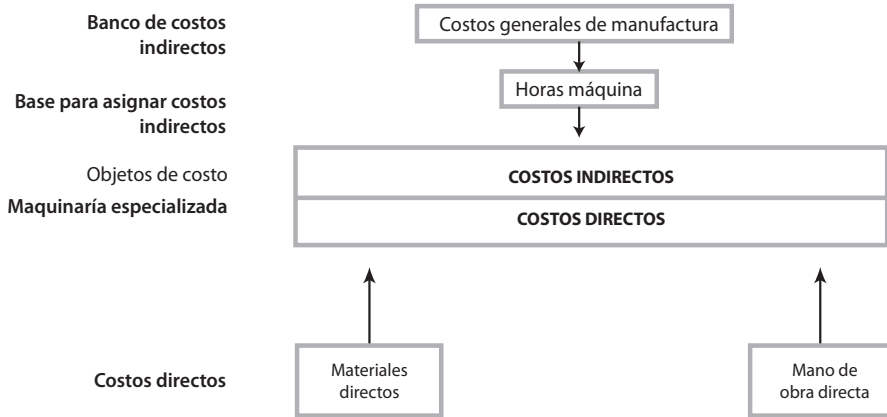 Banco de costos
indirectos
Costos generales de manufactura
Horas máquina
Base para asignar costos
indirectos
Objetos de costo
COSTOS INDIRECTOS
Maquinaría especializada
COSTOS DIRECTOS
Costos directos
Materiales
directos
Mano de
obra directa